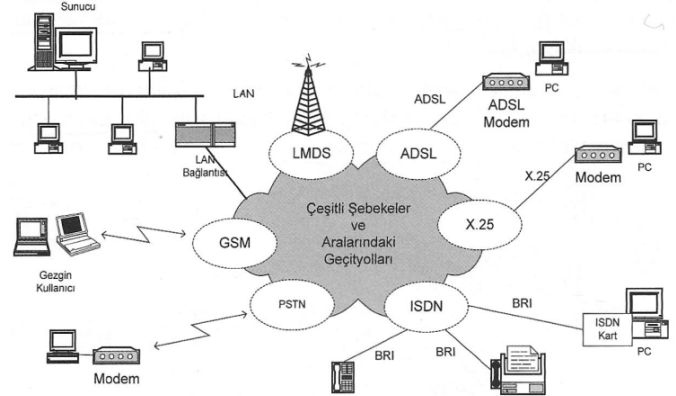 Sunucu
LAN
LAN
Bağlantısı
LMDS
ADSL
ADSL
ADSL
Modem
PC
X.25
X.25
Modem
PC
Çeşitli Şebekeler
ve
Aralarındaki
Geçityolları
GSM
Gezgin
Kullanıcı
PSTN
Modem
ISDN
BRI
BRI
BRI
ISDN
Kart
PC